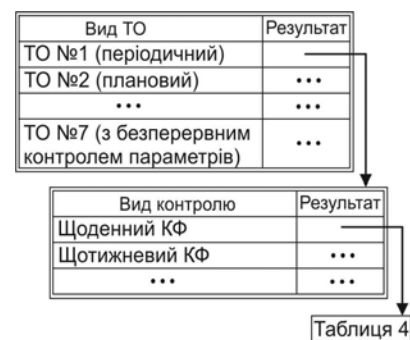 Вид ТО Результат
ТО №1 (періодичний)
ТО №2 (плановий) •••
••• •••
ТО №7 (з безперервним
контролем параметрів) •••
Вид контролю Результат
Щоденний КФ
Щотижневий КФ •••
••• •••
Таблиця 4